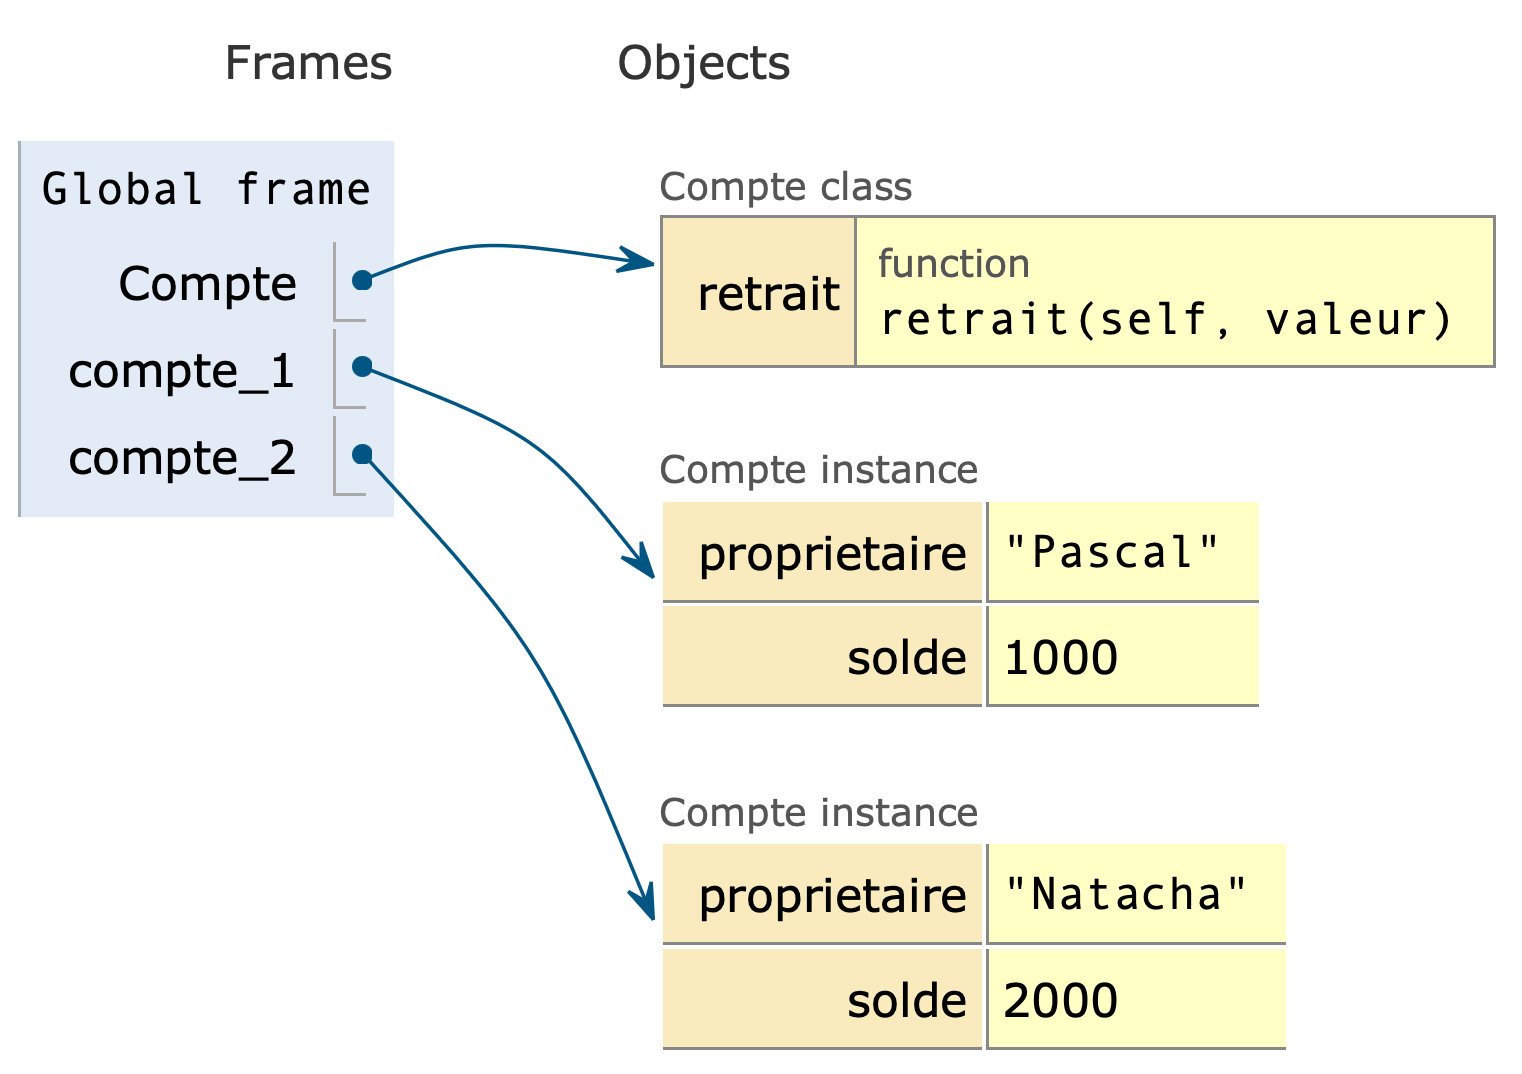 Frames
Objects
Global frame
Compte
compte_1
compte_2
Compte class
retrait
function
retrait(self, valeur)
Compte instance
proprietaire "Pascal"
solde 1000
Compte instance
proprietaire "Natacha"
solde 2000